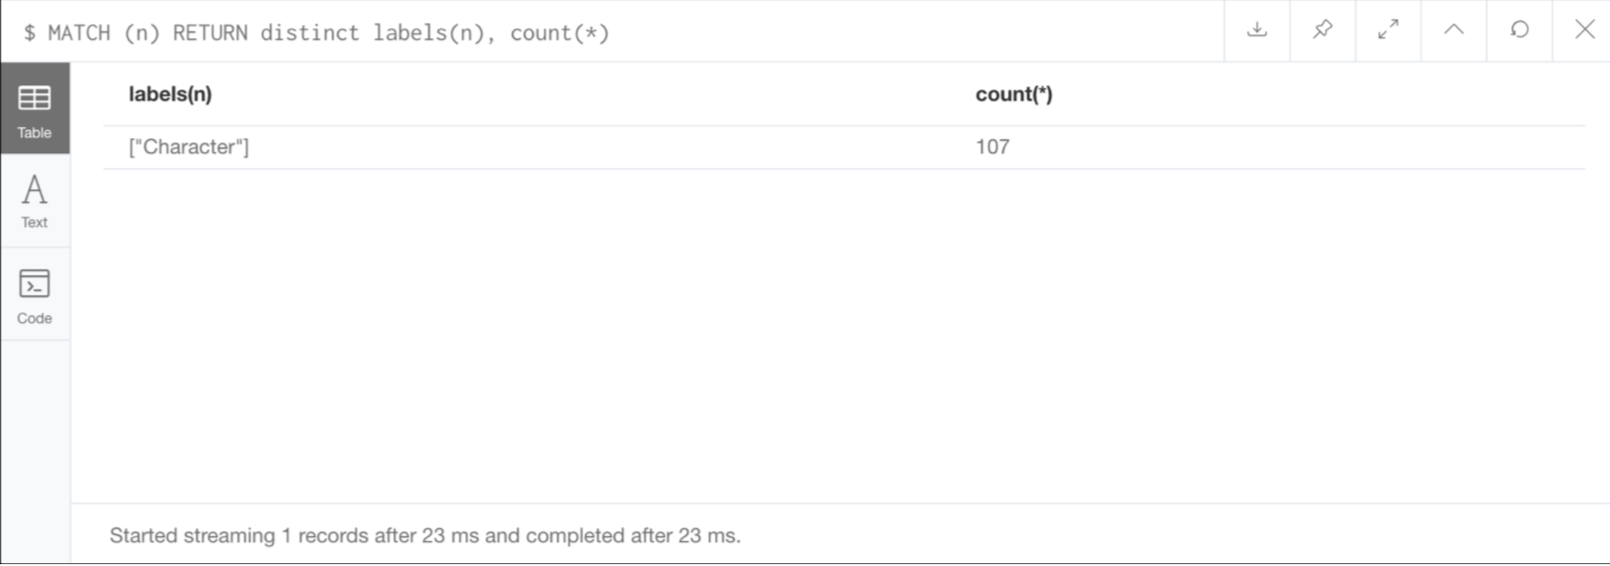 $ MATCH (n) RETURN distinct labels(n), count(*)
Table
labels(n) count(*)
["Character"] 107
Text
Code
Started streaming 1 records after 23 ms and completed after 23 ms.